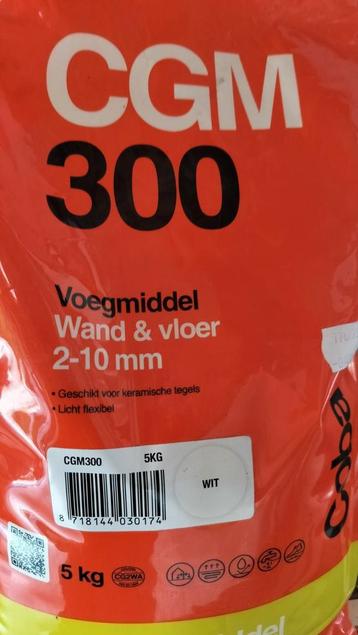 CGM
300
Voegmiddel
Wand & vloer
2-10 mm
• Geschikt voor keramische tegels
• Licht flexibel
CGM300 5KG
WIT
8 718144 030174
Coba
5 kg
CG2WA